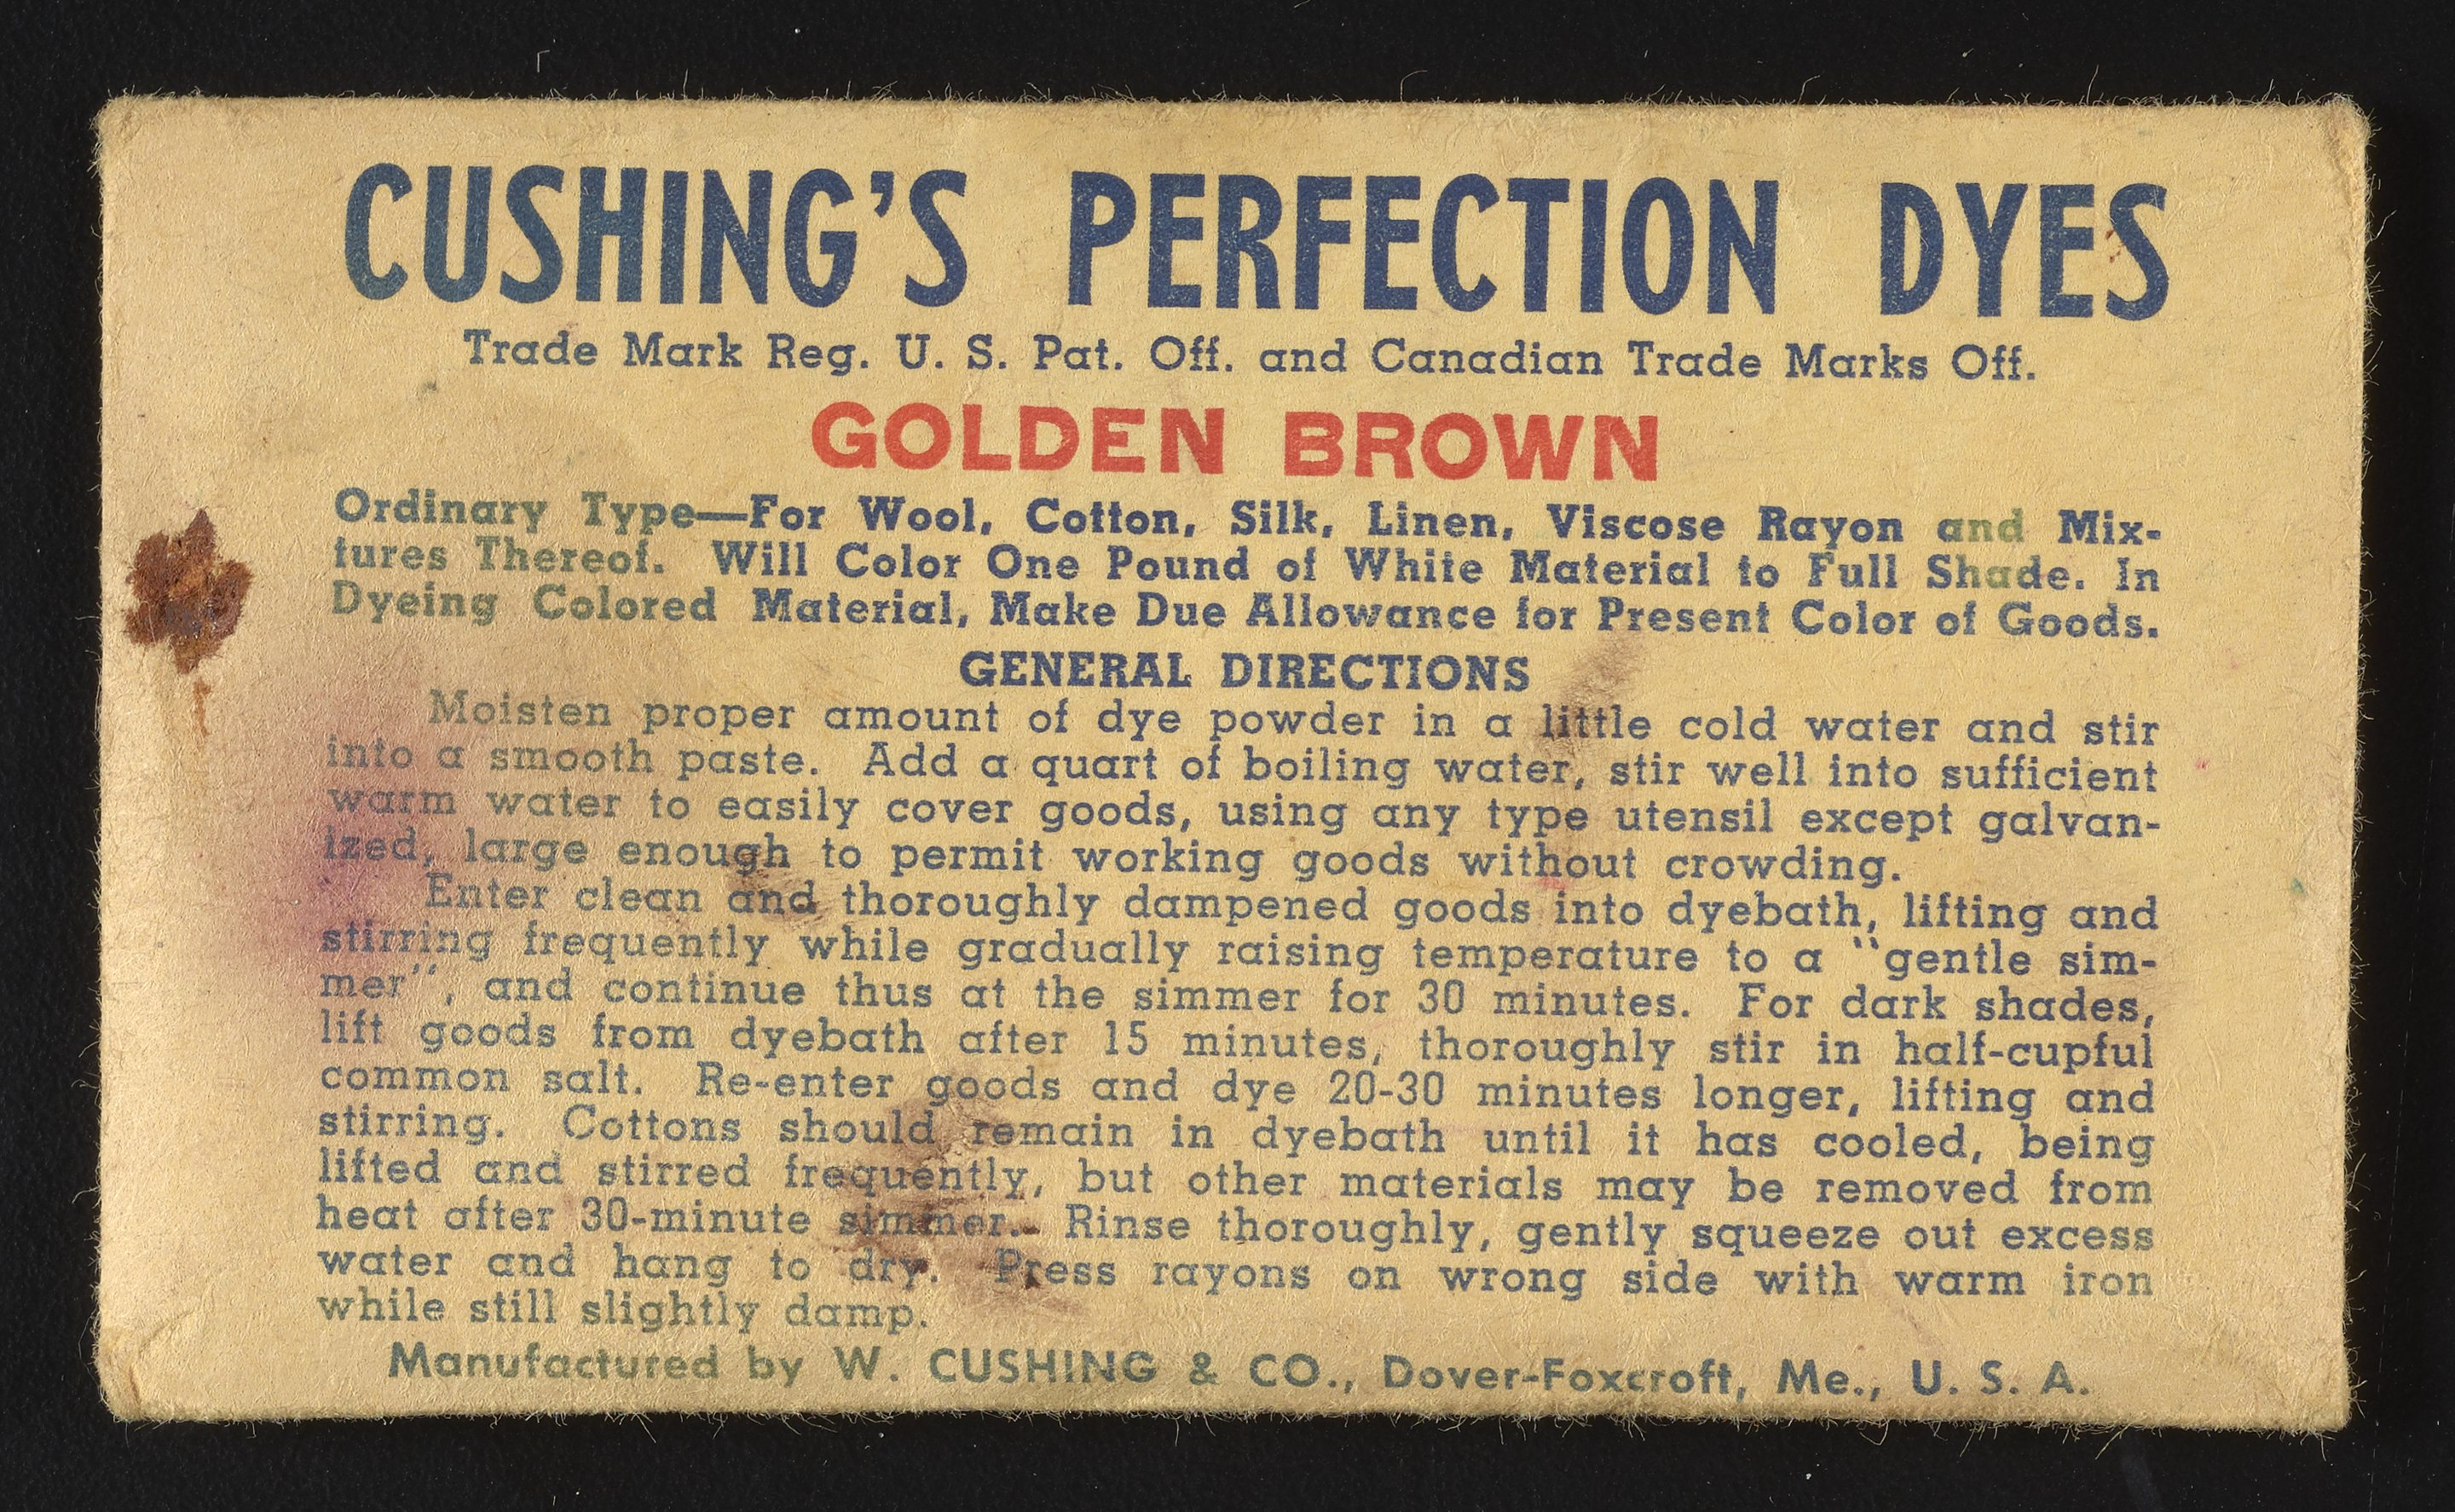 CUSHING'S PERFECTION DYES
Trade Mark Reg. U. S. Pat. Off. and Canadian Trade Marks Off.
GOLDEN BROWN
Ordinary Type—For Wool, Cotton, Silk, Linen, Viscose Rayon and Mix-
tures Thereof. Will Color One Pound of White Material to Full Shade. In
Dyeing Colored Material, Make Due Allowance for Present Color of Goods.
GENERAL DIRECTIONS
Moisten proper amount of dye powder in a little cold water and stir
into a smooth paste. Add a quart of boiling water, stir well into sufficient
warm water to easily cover goods, using any type utensil except galvan-
ized, large enough to permit working goods without crowding.
Enter clean and thoroughly dampened goods into dyebath, lifting and
stirring frequently while gradually raising temperature to a "gentle sim-
mer", and continue thus at the simmer for 30 minutes. For dark shades,
lift goods from dyebath after 15 minutes, thoroughly stir in half-cupful
common salt. Re-enter goods and dye 20-30 minutes longer, lifting and
stirring. Cottons should remain in dyebath until it has cooled, being
lifted and stirred frequently, but other materials may be removed from
heat after 30-minute simmer. Rinse thoroughly, gently squeeze out excess
water and hang to dry. Press rayons on wrong side with warm iron
while still slightly damp.
Manufactured by W. CUSHING & CO., Dover-Foxcroft, Me., U. S. A.